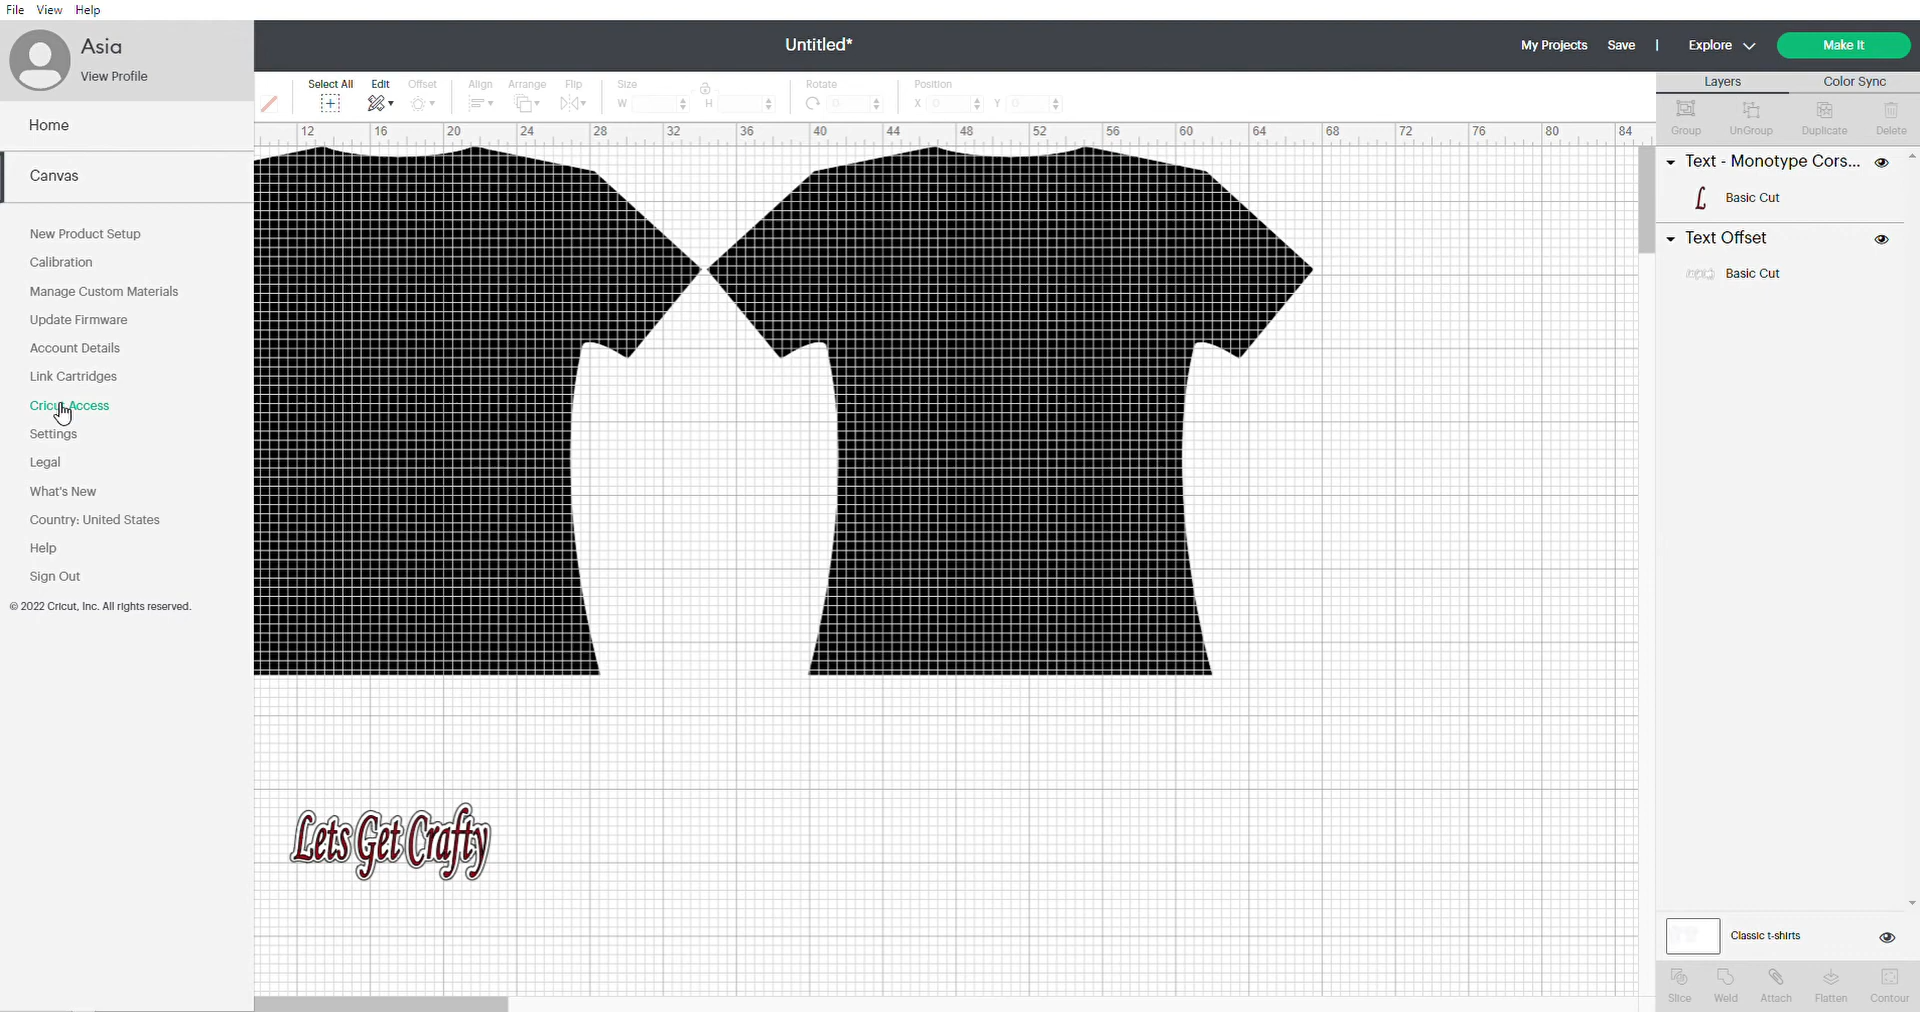 File View Help
Asia
View Profile
Untitled*
My Projects Save | Explore Make It
Home
Canvas
New Product Setup
Calibration
Manage Custom Materials
Update Firmware
Account Details
Link Cartridges
Cricut Access
Settings
Legal
What's New
Country: United States
Help
Sign Out
© 2022 Cricut, Inc. All rights reserved.
Select All Edit Offset Align Arrange Flip Size Rotate Position
W H 0 X 0 Y 0
12 16 20 24 28 32 36 40 44 48 52 56 60 64 68 72 76 80 84
Lets Get Crafty
Layers Color Sync
Group UnGroup Duplicate Delete
Text - Monotype Cors...
L Basic Cut
Text Offset
Basic Cut
Classic t-shirts
Slice Weld Attach Flatten Contour